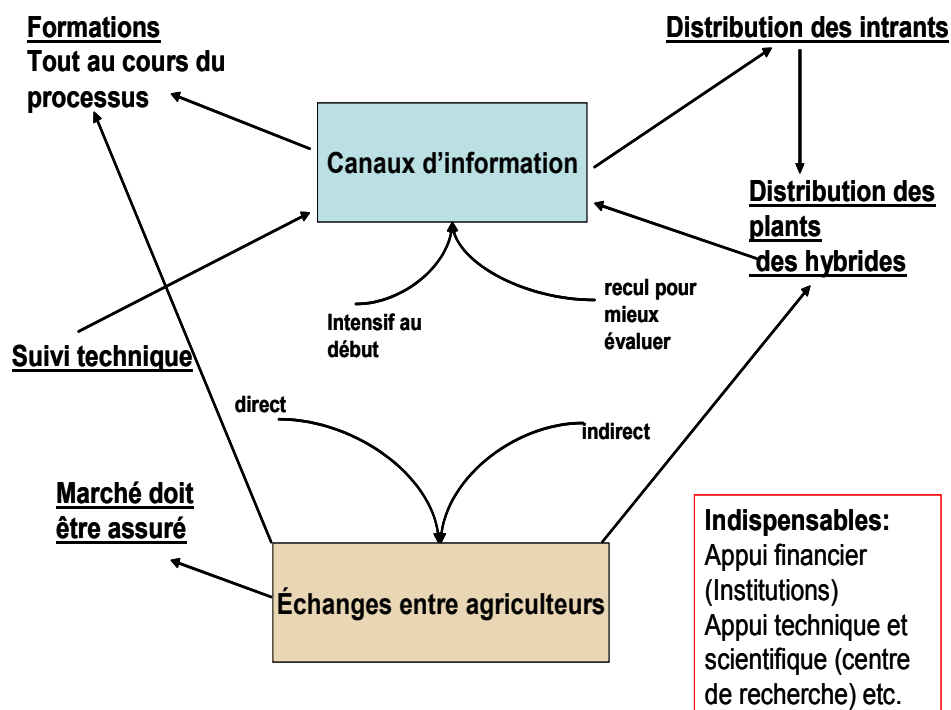 Formations
Tout au cours du
processus
Distribution des intrants
Canaux d’information
Distribution des
plants
des hybrides
Intensif au
début
recul pour
mieux
évaluer
Suivi technique
direct
indirect
Marché doit
être assuré
Échanges entre agriculteurs
Indispensables:
Appui financier
(Institutions)
Appui technique et
scientifique (centre
de recherche) etc.